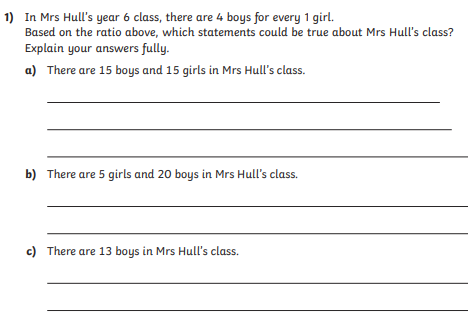 1) In Mrs Hull's year 6 class, there are 4 boys for every 1 girl.
Based on the ratio above, which statements could be true about Mrs Hull's class?
Explain your answers fully.
a) There are 15 boys and 15 girls in Mrs Hull's class.
b) There are 5 girls and 20 boys in Mrs Hull's class.
c) There are 13 boys in Mrs Hull's class.